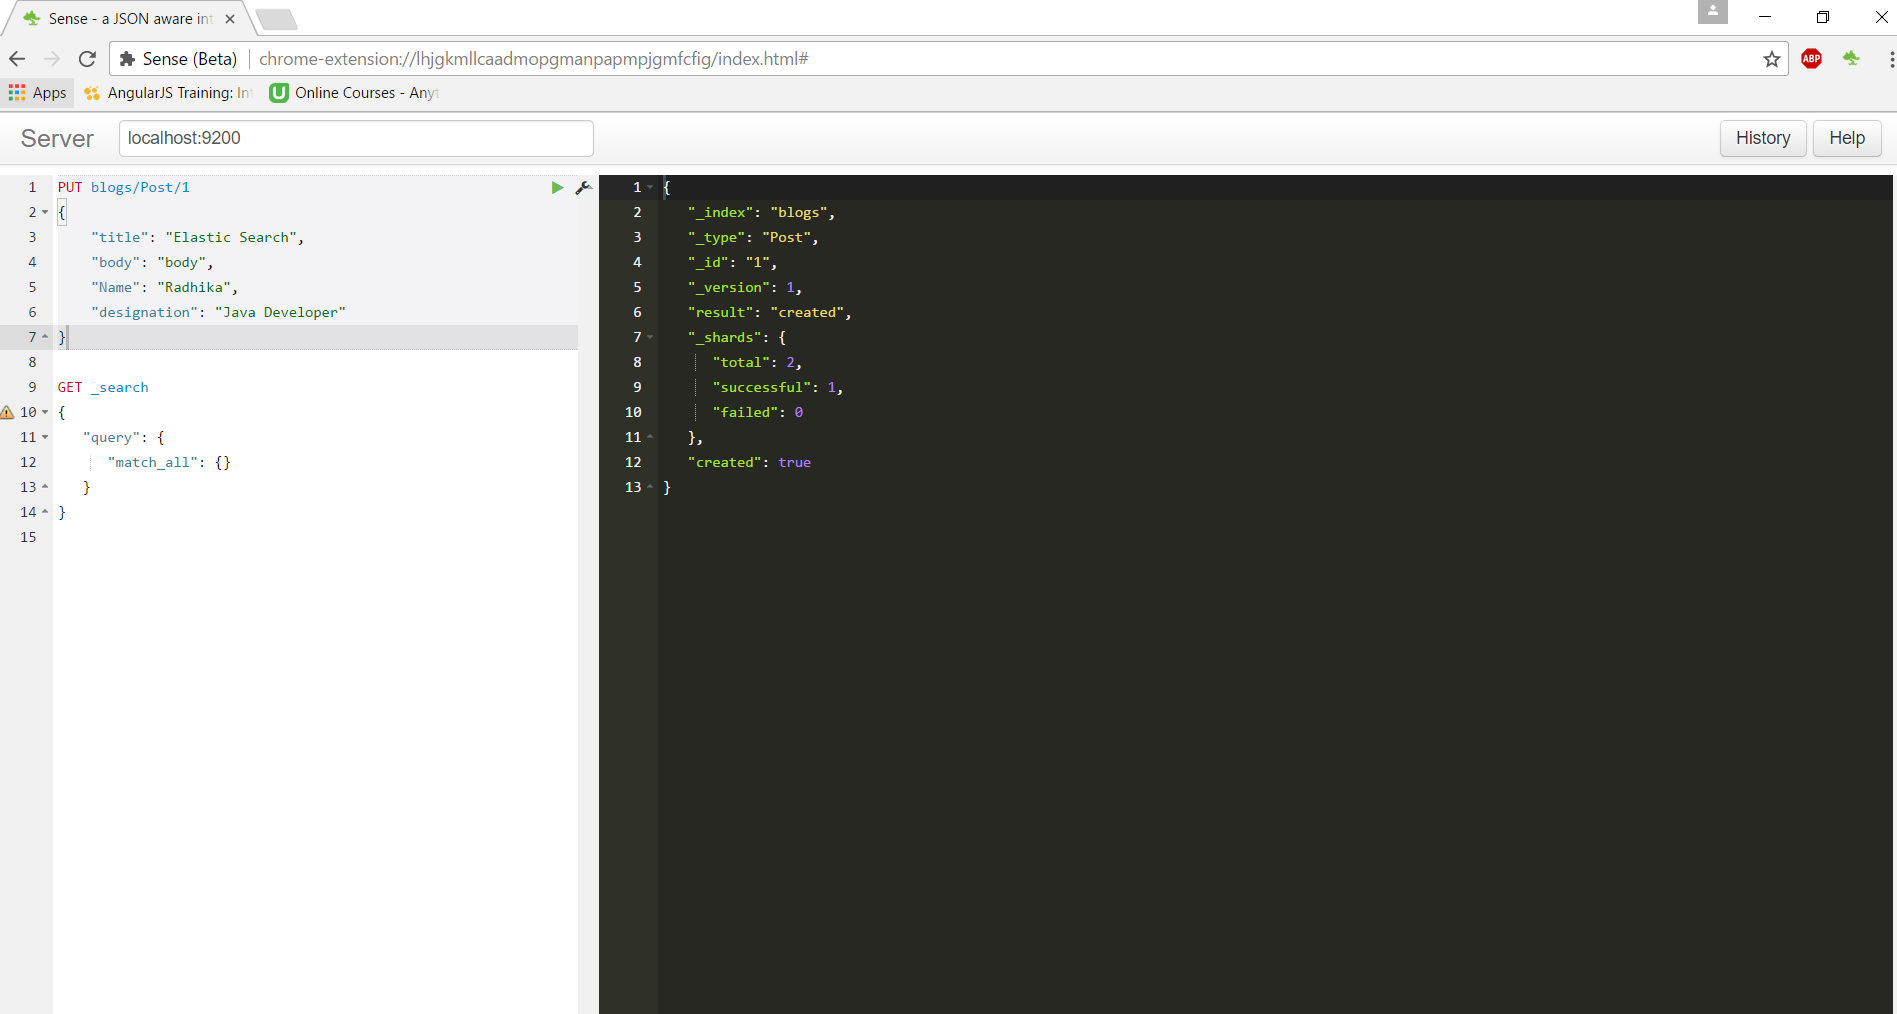 Sense - a JSON aware int
Sense (Beta) chrome-extension://lhjgkmllcaadmopgmanpapmpjgmfcfig/index.html#
ABP
Apps AngularJS Training: Int Online Courses - Anyt
Server localhost:9200 History Help
1 PUT blogs/Post/1
2 {
3 "title": "Elastic Search",
4 "body": "body",
5 "Name": "Radhika",
6 "designation": "Java Developer"
7 }
8
9 GET _search
10 {
11 "query": {
12 "match_all": {}
13 }
14 }
15
1 {
2 "_index": "blogs",
3 "_type": "Post",
4 "_id": "1",
5 "_version": 1,
6 "result": "created",
7 "_shards": {
8 "total": 2,
9 "successful": 1,
10 "failed": 0
11 },
12 "created": true
13 }